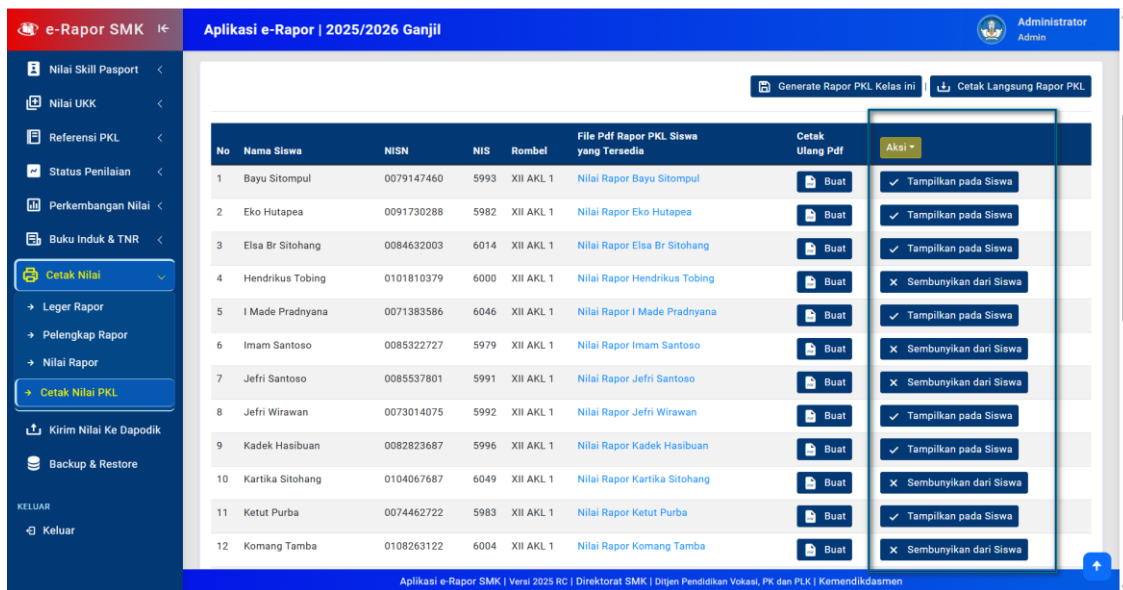 e-Rapor SMK
Aplikasi e-Rapor | 2025/2026 Ganjil
Administrator
Admin
Nilai Skill Pasport
Nilai UKK
Referensi PKL
Status Penilaian
Perkembangan Nilai
Buku Induk & TNR
Cetak Nilai
Leger Rapor
Pelengkap Rapor
Nilai Rapor
Cetak Nilai PKL
Kirim Nilai Ke Dapodik
Backup & Restore
KELUAR
Keluar
Generate Rapor PKL Kelas ini | Cetak Langsung Rapor PKL
No Nama Siswa NISN NIS Rombel File Pdf Rapor PKL Siswa yang Tersedia Cetak Ulang Pdf Aksi
1 Bayu Sitompul 0079147460 5993 XII AKL 1 Nilai Rapor Bayu Sitompul Buat Tampilkan pada Siswa
2 Eko Hutapea 0091730288 5982 XII AKL 1 Nilai Rapor Eko Hutapea Buat Tampilkan pada Siswa
3 Elsa Br Sitohang 0084632003 6014 XII AKL 1 Nilai Rapor Elsa Br Sitohang Buat Tampilkan pada Siswa
4 Hendrikus Tobing 0101810379 6000 XII AKL 1 Nilai Rapor Hendrikus Tobing Buat Sembunyikan dari Siswa
5 I Made Pradnyana 0071383586 6046 XII AKL 1 Nilai Rapor I Made Pradnyana Buat Tampilkan pada Siswa
6 Imam Santoso 0085322727 5979 XII AKL 1 Nilai Rapor Imam Santoso Buat Sembunyikan dari Siswa
7 Jefri Santoso 0085537801 5991 XII AKL 1 Nilai Rapor Jefri Santoso Buat Sembunyikan dari Siswa
8 Jefri Wirawan 0073014075 5992 XII AKL 1 Nilai Rapor Jefri Wirawan Buat Tampilkan pada Siswa
9 Kadek Hasibuan 0082823687 5996 XII AKL 1 Nilai Rapor Kadek Hasibuan Buat Tampilkan pada Siswa
10 Kartika Sitohang 0104067687 6049 XII AKL 1 Nilai Rapor Kartika Sitohang Buat Sembunyikan dari Siswa
11 Ketut Purba 0074462722 5983 XII AKL 1 Nilai Rapor Ketut Purba Buat Tampilkan pada Siswa
12 Komang Tamba 0108263122 6004 XII AKL 1 Nilai Rapor Komang Tamba Buat Sembunyikan dari Siswa
Aplikasi e-Rapor SMK | Versi 2025 RC | Direktorat SMK | Ditjen Pendidikan Vokasi, PK dan PLK | Kemendikdasmen